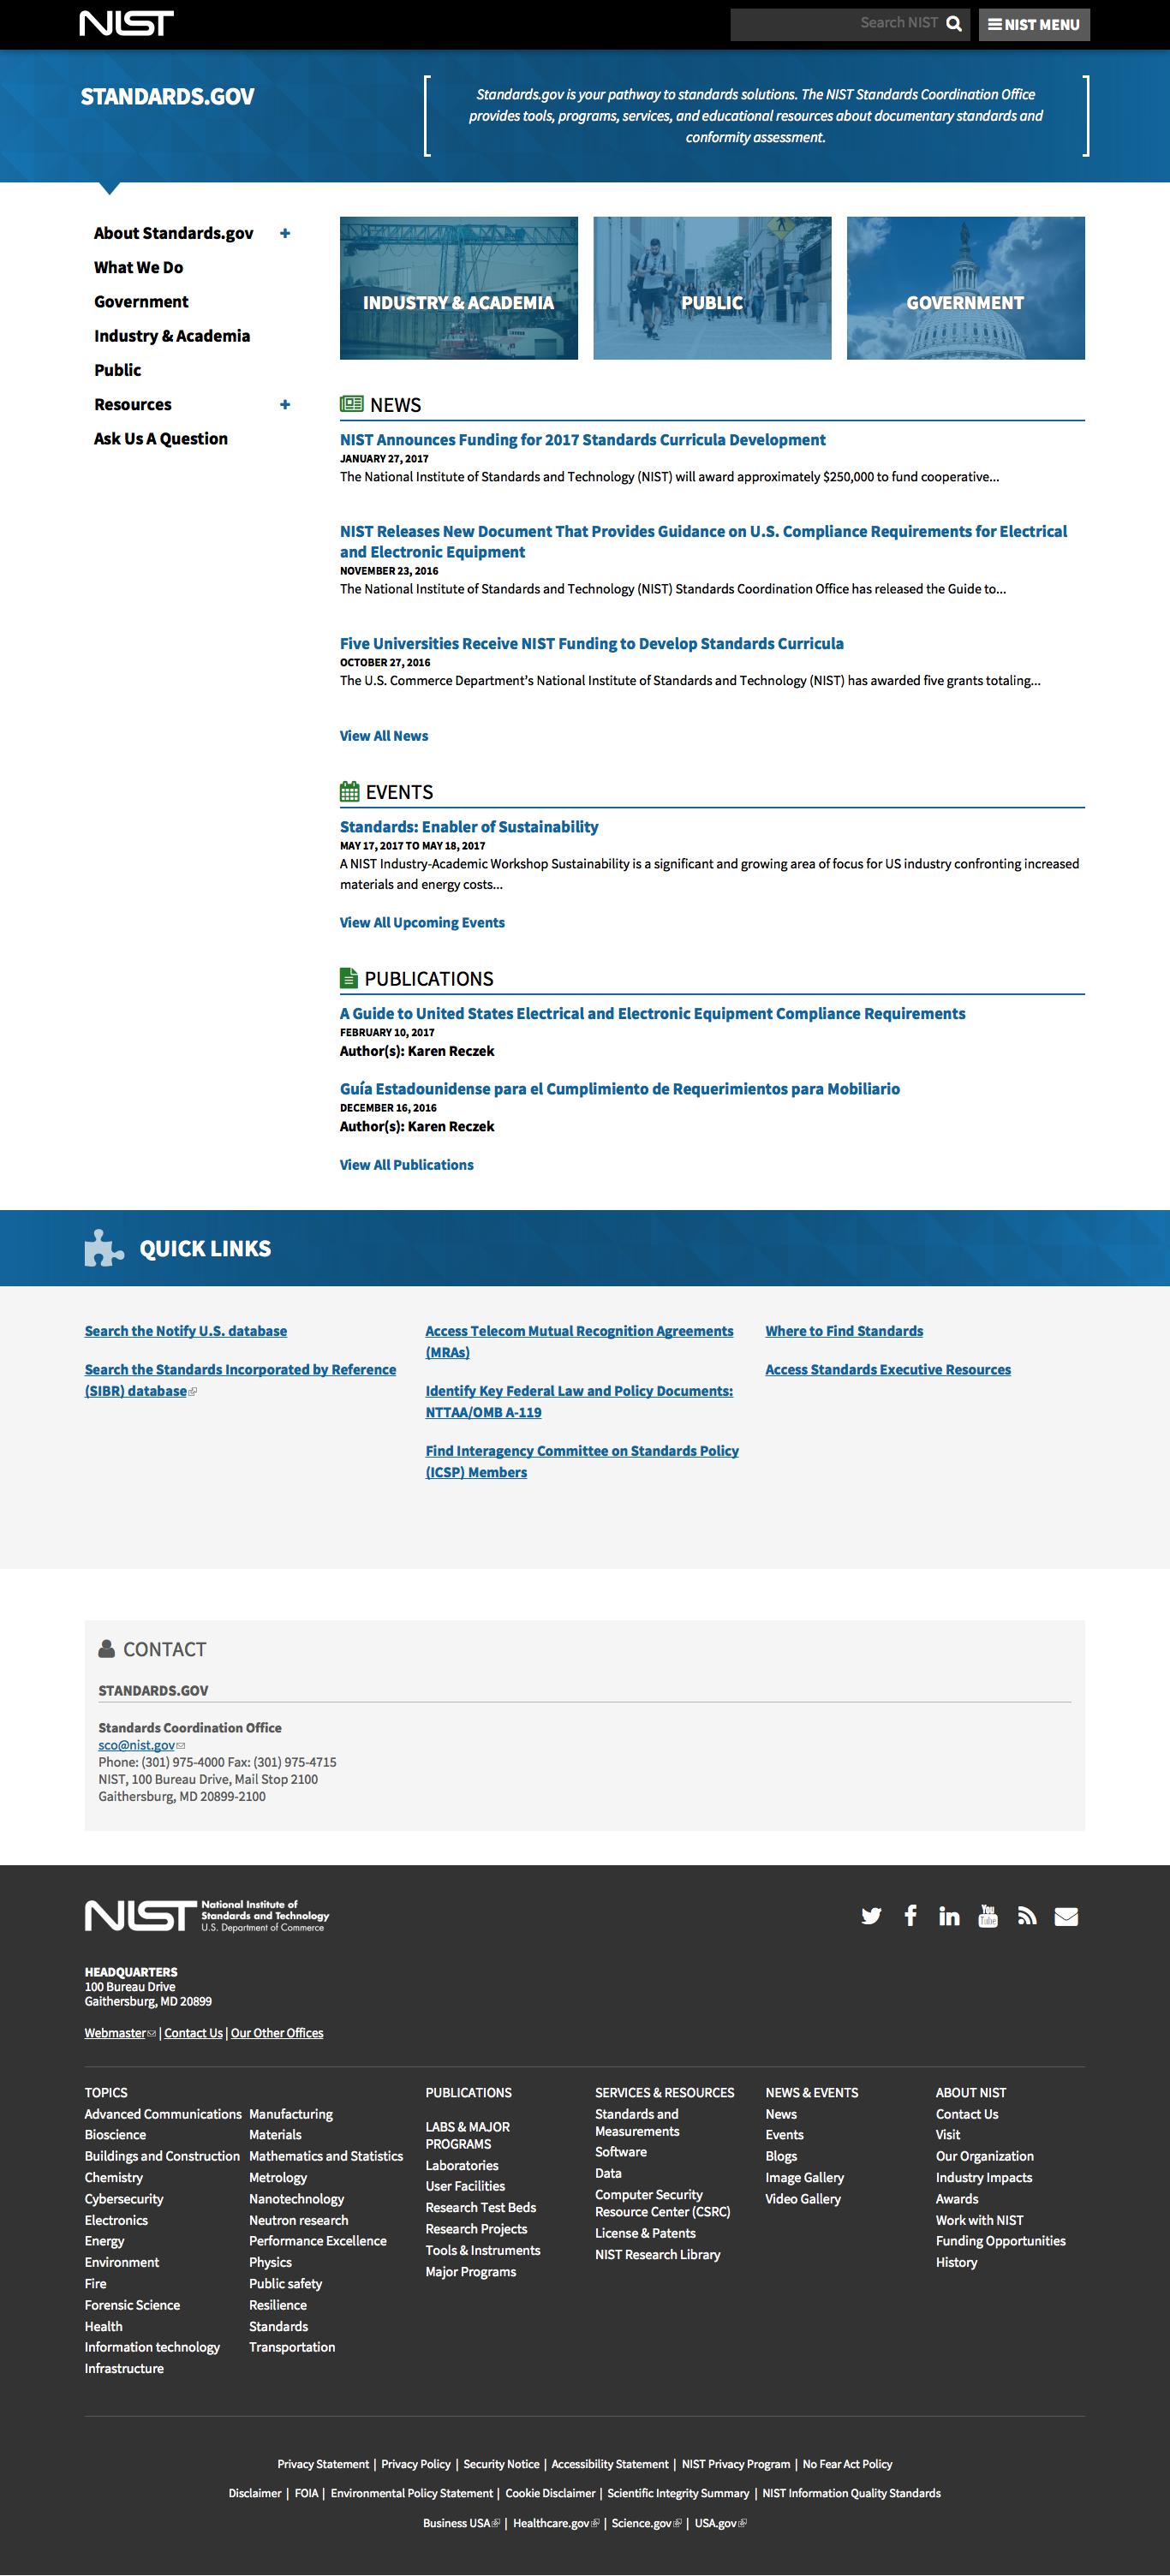 NIST
Search NIST
NIST MENU
STANDARDS.GOV
Standards.gov is your pathway to standards solutions. The NIST Standards Coordination Office
provides tools, programs, services, and educational resources about documentary standards and
conformity assessment.
About Standards.gov +
What We Do
Government
Industry & Academia
Public
Resources +
Ask Us A Question
INDUSTRY & ACADEMIA
PUBLIC
GOVERNMENT
NEWS
NIST Announces Funding for 2017 Standards Curricula Development
JANUARY 27, 2017
The National Institute of Standards and Technology (NIST) will award approximately $250,000 to fund cooperative...
NIST Releases New Document That Provides Guidance on U.S. Compliance Requirements for Electrical
and Electronic Equipment
NOVEMBER 23, 2016
The National Institute of Standards and Technology (NIST) Standards Coordination Office has released the Guide to...
Five Universities Receive NIST Funding to Develop Standards Curricula
OCTOBER 27, 2016
The U.S. Commerce Department’s National Institute of Standards and Technology (NIST) has awarded five grants totaling...
View All News
EVENTS
Standards: Enabler of Sustainability
MAY 17, 2017 TO MAY 18, 2017
A NIST Industry-Academic Workshop Sustainability is a significant and growing area of focus for US industry confronting increased
materials and energy costs...
View All Upcoming Events
PUBLICATIONS
A Guide to United States Electrical and Electronic Equipment Compliance Requirements
FEBRUARY 10, 2017
Author(s): Karen Reczek
Guía Estadounidense para el Cumplimiento de Requerimientos para Mobiliario
DECEMBER 16, 2016
Author(s): Karen Reczek
View All Publications
QUICK LINKS
Search the Notify U.S. database
Search the Standards Incorporated by Reference
(SIBR) database
Access Telecom Mutual Recognition Agreements
(MRAs)
Identify Key Federal Law and Policy Documents:
NTTAA/OMB A-119
Find Interagency Committee on Standards Policy
(ICSP) Members
Where to Find Standards
Access Standards Executive Resources
CONTACT
STANDARDS.GOV
Standards Coordination Office
sco@nist.gov
Phone: (301) 975-4000 Fax: (301) 975-4715
NIST, 100 Bureau Drive, Mail Stop 2100
Gaithersburg, MD 20899-2100
NIST
National Institute of
Standards and Technology
U.S. Department of Commerce
You
Tube
HEADQUARTERS
100 Bureau Drive
Gaithersburg, MD 20899
Webmaster | Contact Us | Our Other Offices
TOPICS
Advanced Communications
Bioscience
Buildings and Construction
Chemistry
Cybersecurity
Electronics
Energy
Environment
Fire
Forensic Science
Health
Information technology
Infrastructure
Manufacturing
Materials
Mathematics and Statistics
Metrology
Nanotechnology
Neutron research
Performance Excellence
Physics
Public safety
Resilience
Standards
Transportation
PUBLICATIONS
LABS & MAJOR
PROGRAMS
Laboratories
User Facilities
Research Test Beds
Research Projects
Tools & Instruments
Major Programs
SERVICES & RESOURCES
Standards and
Measurements
Software
Data
Computer Security
Resource Center (CSRC)
License & Patents
NIST Research Library
NEWS & EVENTS
News
Events
Blogs
Image Gallery
Video Gallery
ABOUT NIST
Contact Us
Visit
Our Organization
Industry Impacts
Awards
Work with NIST
Funding Opportunities
History
Privacy Statement | Privacy Policy | Security Notice | Accessibility Statement | NIST Privacy Program | No Fear Act Policy
Disclaimer | FOIA | Environmental Policy Statement | Cookie Disclaimer | Scientific Integrity Summary | NIST Information Quality Standards
Business USA | Healthcare.gov | Science.gov | USA.gov